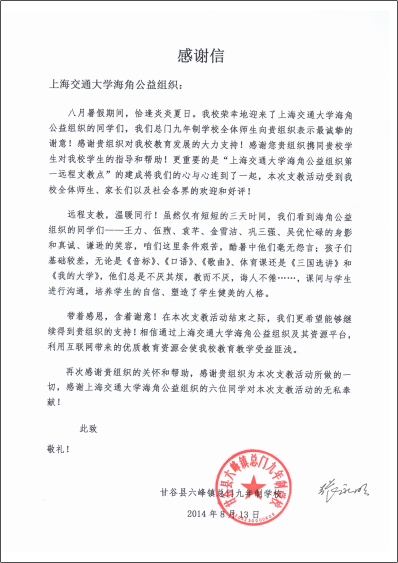 感谢信
上海交通大学海角公益组织：
八月暑假期间，恰逢炎炎夏日。我校荣幸地迎来了上海交通大学海角
公益组织的同学们，我们总门九年制学校全体师生向贵组织表示最诚挚的
谢意！感谢贵组织对我校教育发展的大力支持！感谢您贵组织携同贵校学
生对我校学生的指导和帮助！更重要的是“上海交通大学海角公益组织第
一远程支教点”的建成将我们的心与心连到了一起，本次支教活动受到我
校全体师生、家长们以及社会各界的欢迎和好评！
远程支教，温暖同行！虽然仅有短短的三天时间，我们看到海角公益
组织的同学们——王力、伍煦、袁芊、金雪洁、巩三强、吴优忙碌的身影
和真诚、谦逊的笑容，咱们这里条件艰苦，酷暑中他们毫无怨言；孩子们
基础较差，无论是《音标》、《口语》、《歌曲》、体育课还是《三国选讲》和
《我的大学》，他们总是不厌其烦，教而不厌，诲人不倦……，课间与学生
进行沟通，培养学生的自信、塑造了学生健美的人格。
带着感恩，含着谢意！在本次支教活动结束之际，我们更希望能够继
续得到贵组织的支持！相信通过上海交通大学海角公益组织及其资源平台，
利用互联网带来的优质教育资源会使我校教育教学受益匪浅。
再次感谢贵组织的关怀和帮助，感谢贵组织为本次支教活动所做的一
切，感谢上海交通大学海角公益组织的六位同学对本次支教活动的无私奉
献！
此致
敬礼！
甘谷县六峰镇总门九年制学校
甘谷县六峰镇总门九年制学校
2014 年 8 月 13 日